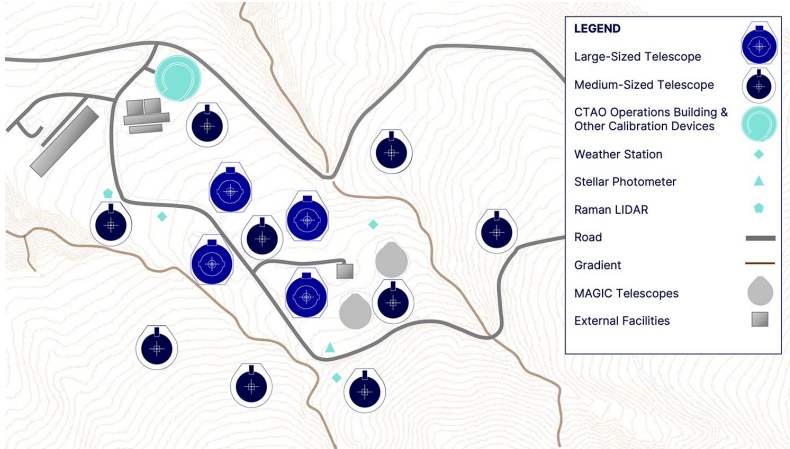 LEGEND
Large-Sized Telescope
Medium-Sized Telescope
CTAO Operations Building &
Other Calibration Devices
Weather Station
Stellar Photometer
Raman LIDAR
Road
Gradient
MAGIC Telescopes
External Facilities